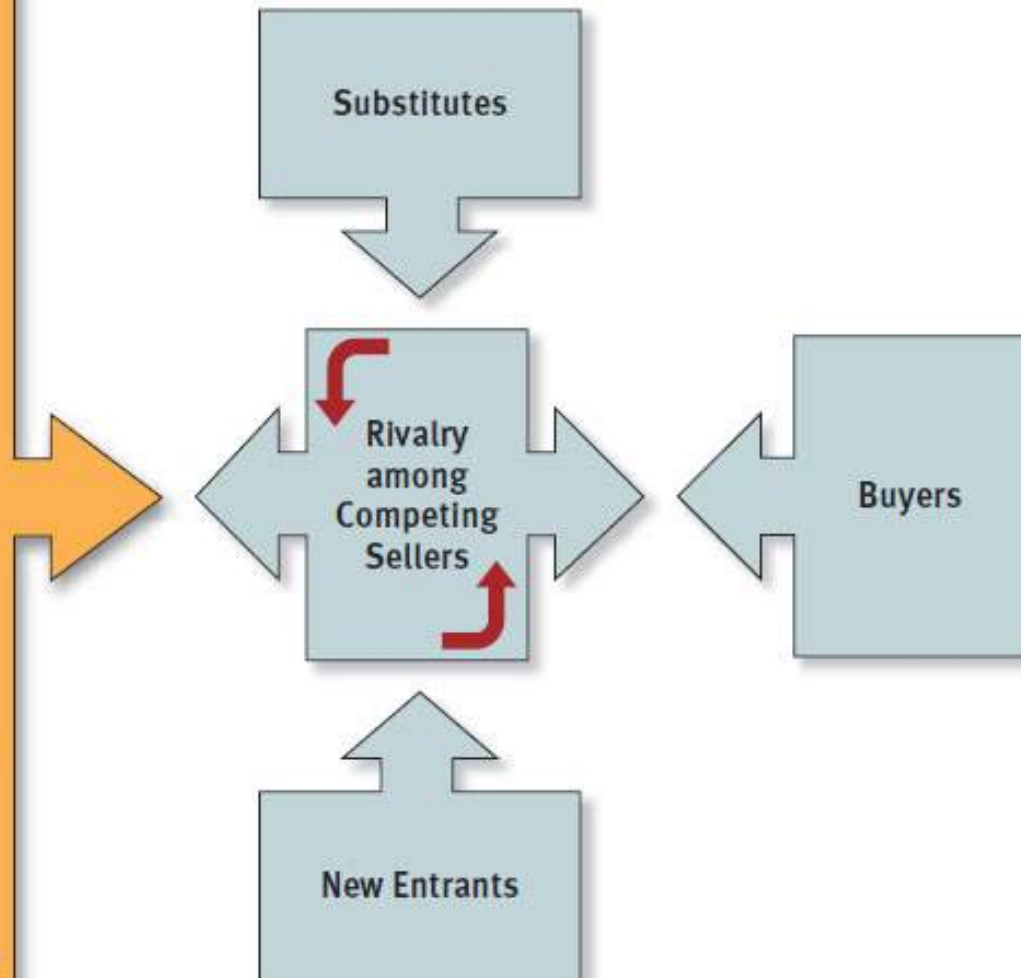 Substitutes
Rivalry
among
Competing
Sellers
Buyers
New Entrants